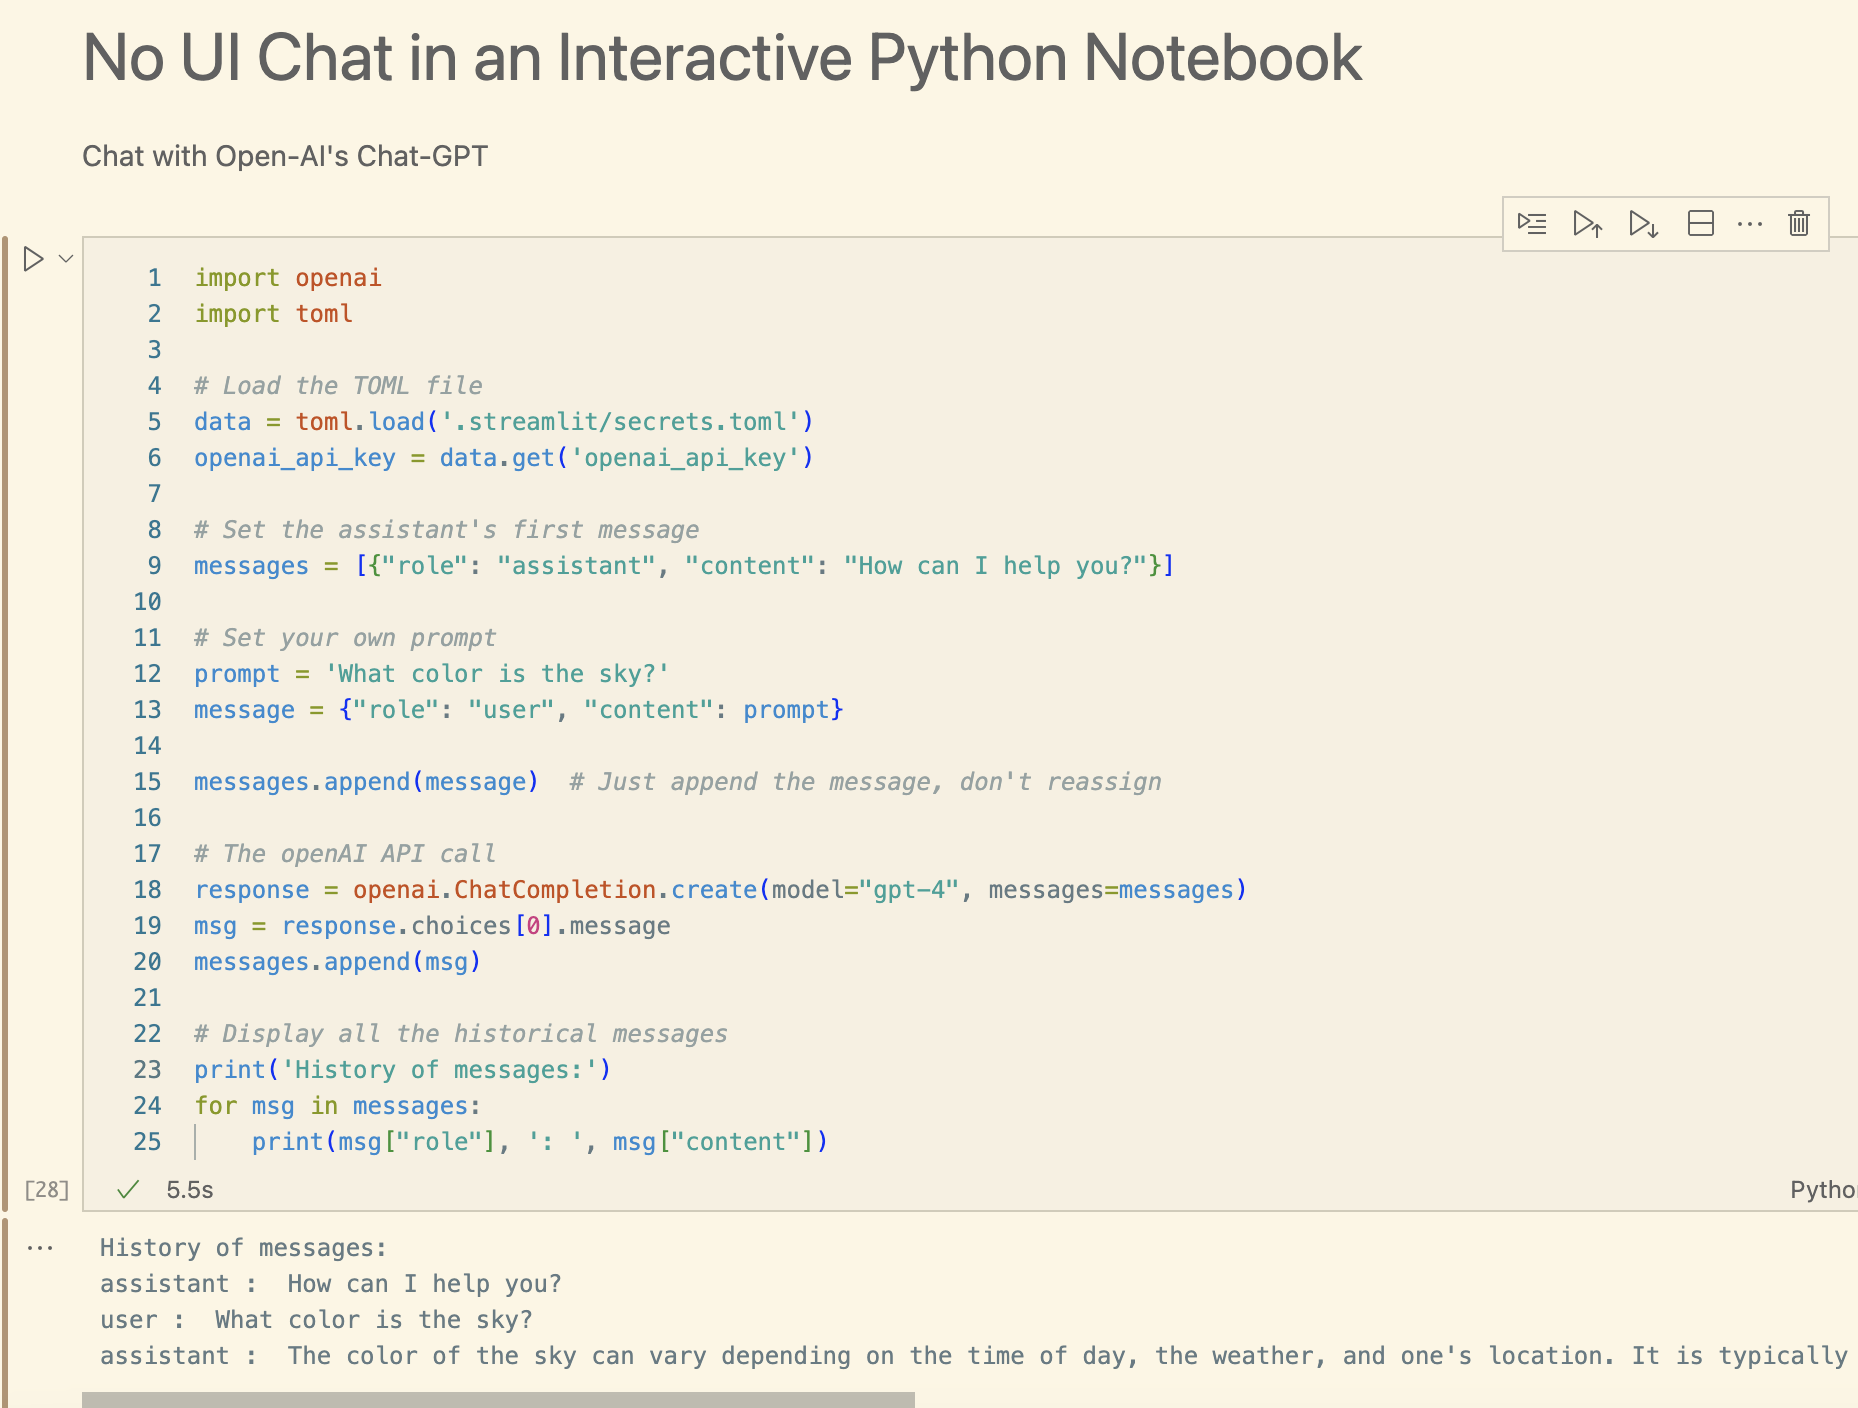 No UI Chat in an Interactive Python Notebook
Chat with Open-AI's Chat-GPT
1 import openai
2 import toml
3
4 # Load the TOML file
5 data = toml.load('.streamlit/secrets.toml')
6 openai_api_key = data.get('openai_api_key')
7
8 # Set the assistant's first message
9 messages = [{"role": "assistant", "content": "How can I help you?"}]
10
11 # Set your own prompt
12 prompt = 'What color is the sky?'
13 message = {"role": "user", "content": prompt}
14
15 messages.append(message)  # Just append the message, don't reassign
16
17 # The openAI API call
18 response = openai.ChatCompletion.create(model="gpt-4", messages=messages)
19 msg = response.choices[0].message
20 messages.append(msg)
21
22 # Display all the historical messages
23 print('History of messages:')
24 for msg in messages:
25     print(msg["role"], ': ', msg["content"])
[28] 5.5s Pytho
History of messages:
assistant :  How can I help you?
user :  What color is the sky?
assistant :  The color of the sky can vary depending on the time of day, the weather, and one's location. It is typically